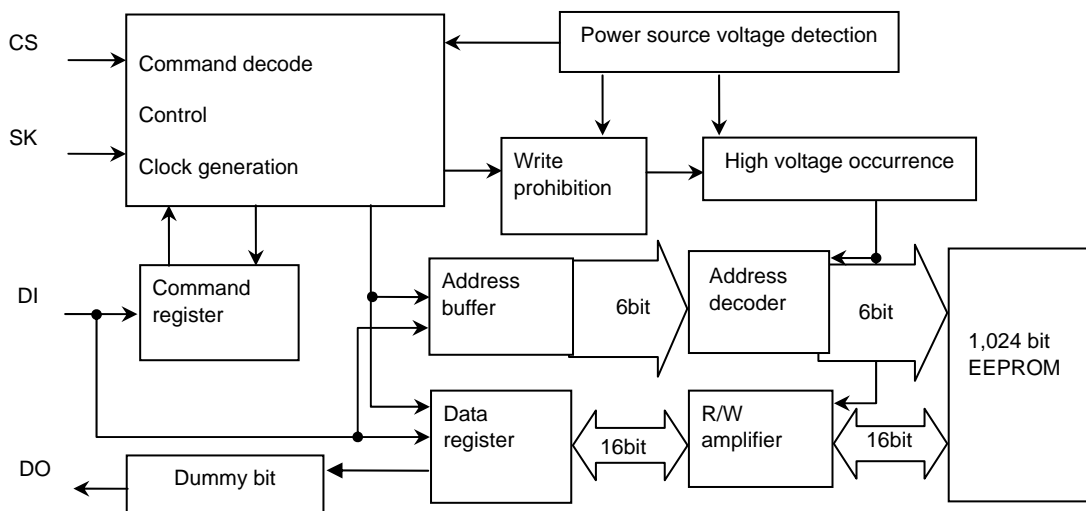 CS
Command decode
Power source voltage detection
Control
SK
Clock generation
Write
prohibition
High voltage occurrence
DI
Command
register
Address
buffer
6bit
Address
decoder
6bit
1,024 bit
EEPROM
Data
register
16bit
R/W
amplifier
16bit
DO
Dummy bit